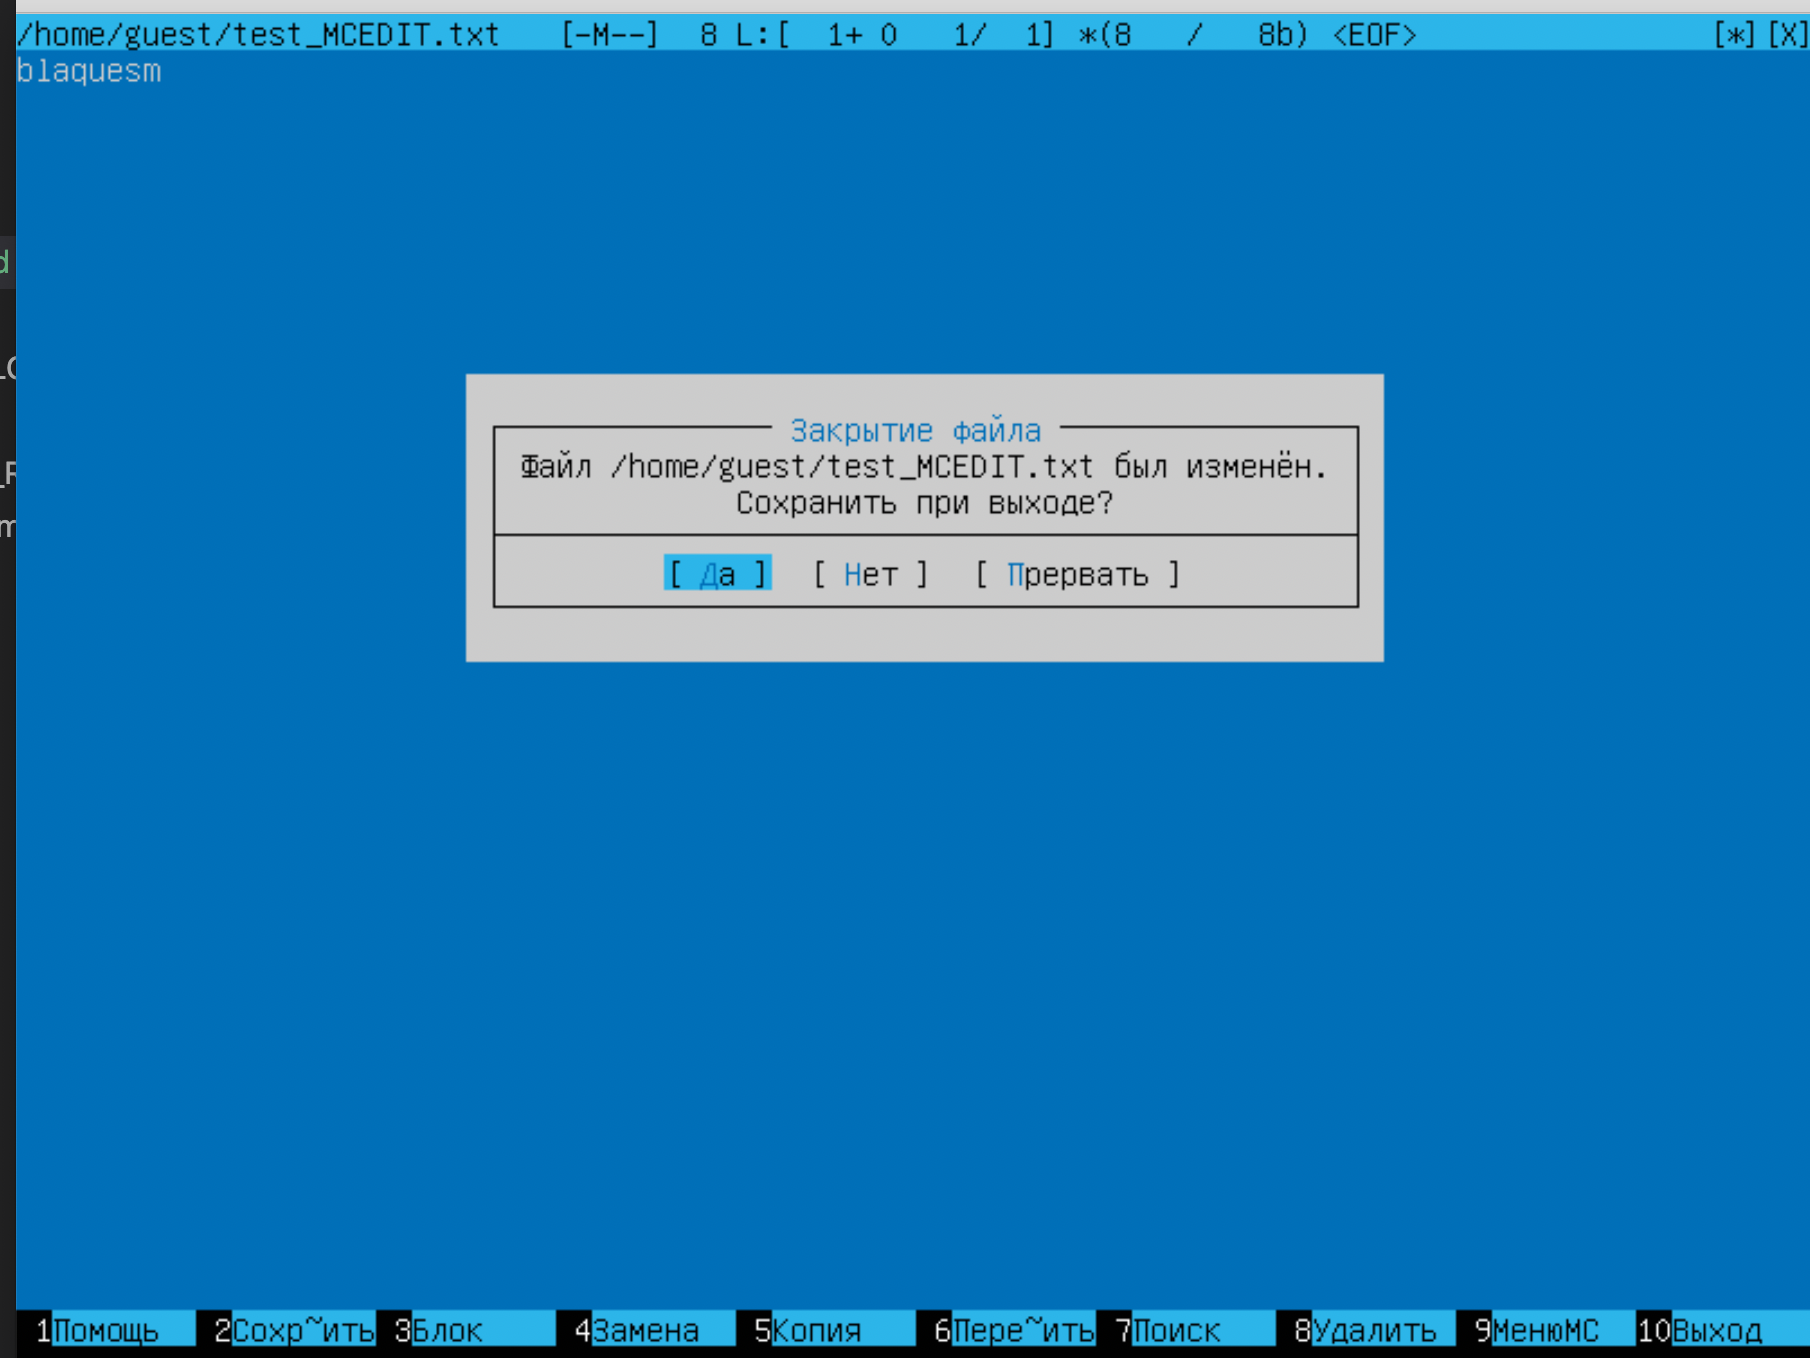 /home/guest/test_MCEDIT.txt [-M--] 8 L:[ 1+ 0 1/ 1] *(8 / 8b) <EOF> [*][X]
blaquesm
Закрытие файла
Файл /home/guest/test_MCEDIT.txt был изменён.
Сохранить при выходе?
[ Да ] [ Нет ] [ Прервать ]
1Помощь 2Сохр~ить 3Блок 4Замена 5Копия 6Пере~ить 7Поиск 8Удалить 9МенюMC 10Выход